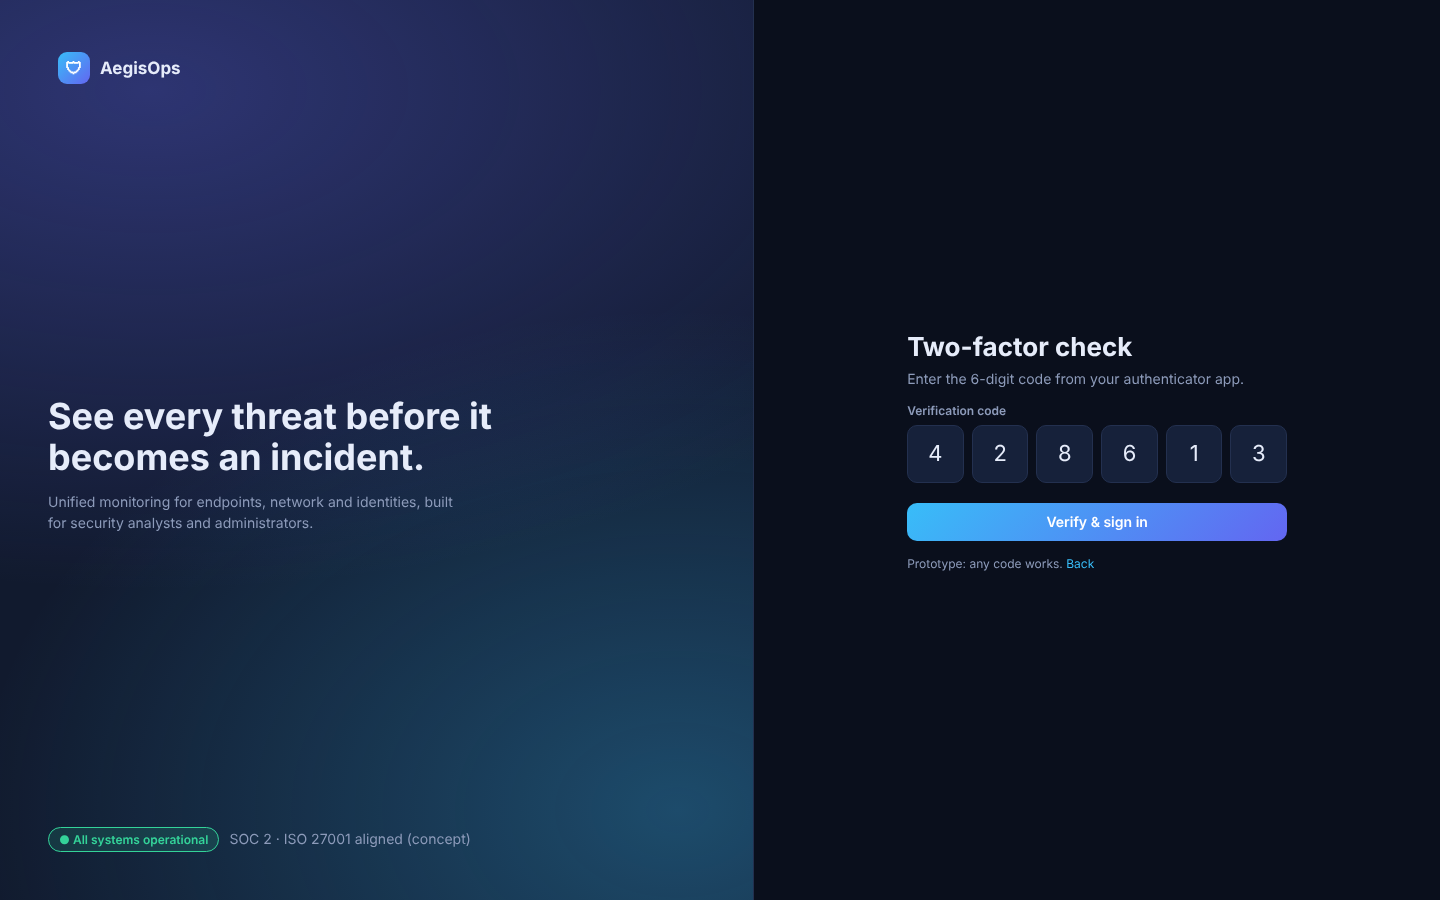 AegisOps
See every threat before it
becomes an incident.
Unified monitoring for endpoints, network and identities, built
for security analysts and administrators.
All systems operational
SOC 2 · ISO 27001 aligned (concept)
Two-factor check
Enter the 6-digit code from your authenticator app.
Verification code
4 2 8 6 1 3
Verify & sign in
Prototype: any code works. Back